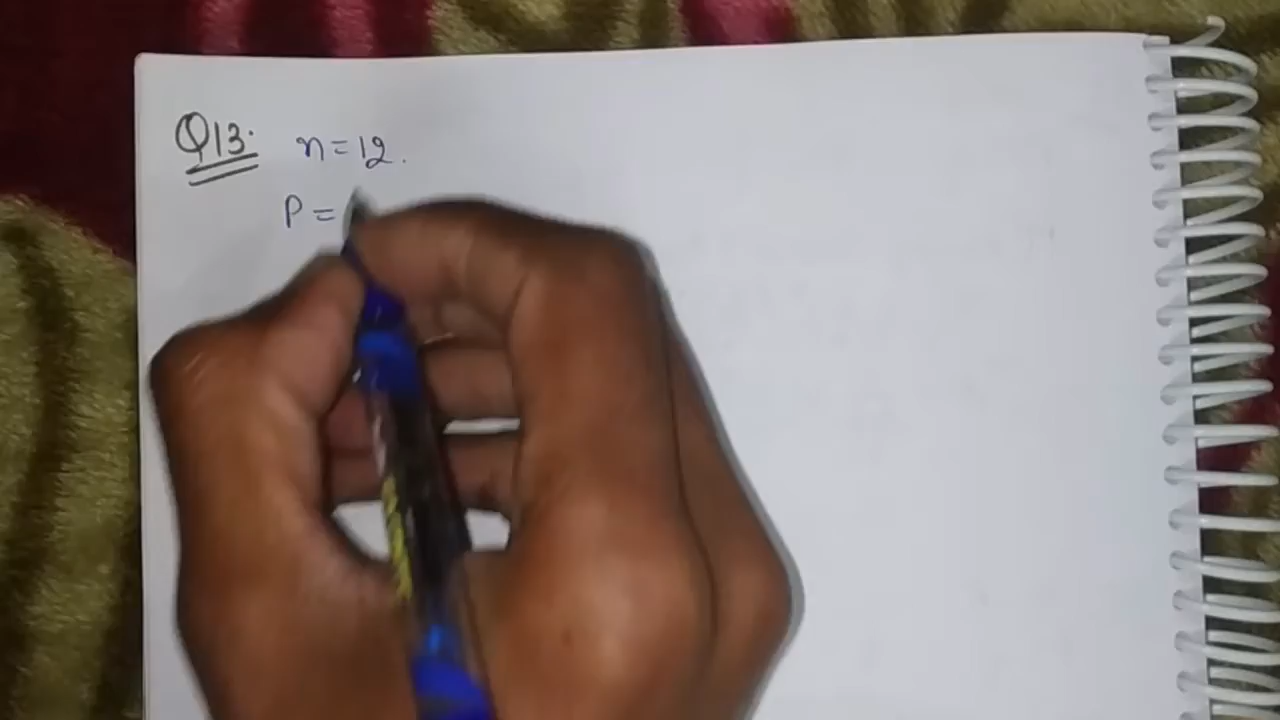 Q13. n=12.
P =